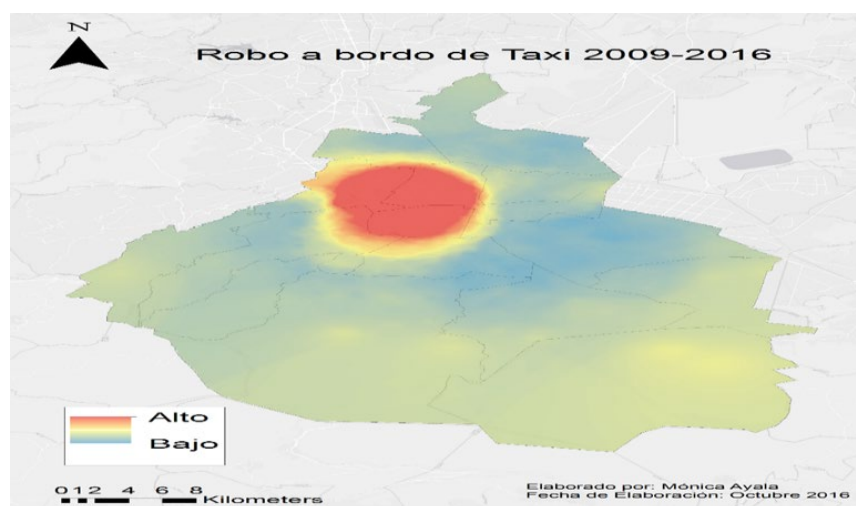 N
Robo a bordo de Taxi 2009-2016
Alto
Bajo
0 1 2 4 6 8
Kilometers
Elaborado por: Mónica Ayala
Fecha de Elaboración: Octubre 2016